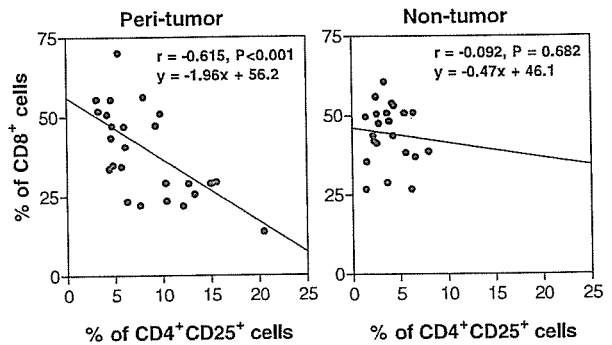 Peri-tumor
Non-tumor
75
r = -0.615, P<0.001
y = -1.96x + 56.2
50
25
0
% of CD8⁺ cells
0 5 10 15 20 25
% of CD4⁺CD25⁺ cells
75
r = -0.092, P = 0.682
y = -0.47x + 46.1
50
25
0
0 5 10 15 20 25
% of CD4⁺CD25⁺ cells